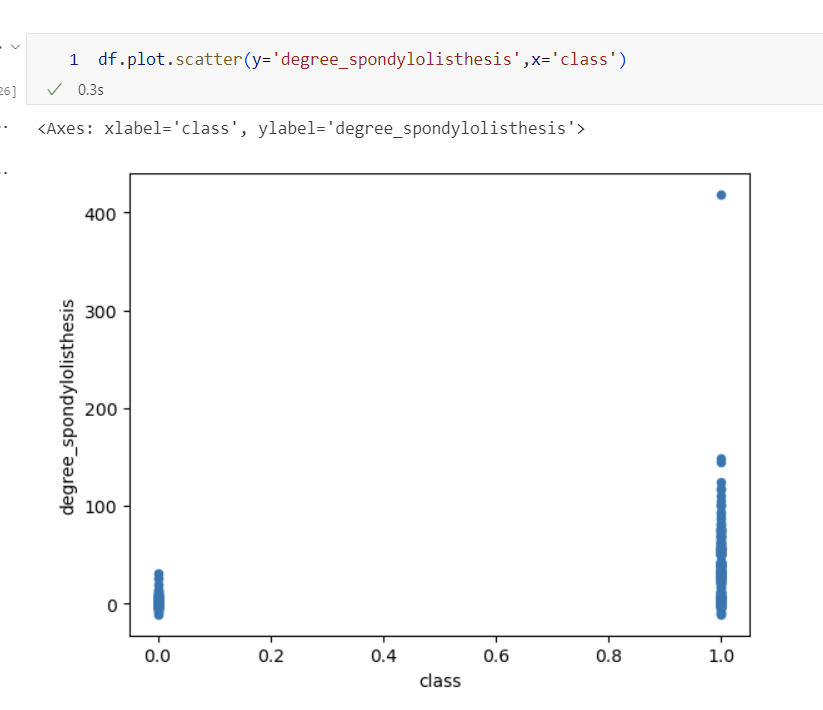 1 df.plot.scatter(y='degree_spondylolisthesis',x='class')
26]
0.3s
<Axes: xlabel='class', ylabel='degree_spondylolisthesis'>
400
300
200
100
0
degree_spondylolisthesis
0.0 0.2 0.4 0.6 0.8 1.0
class